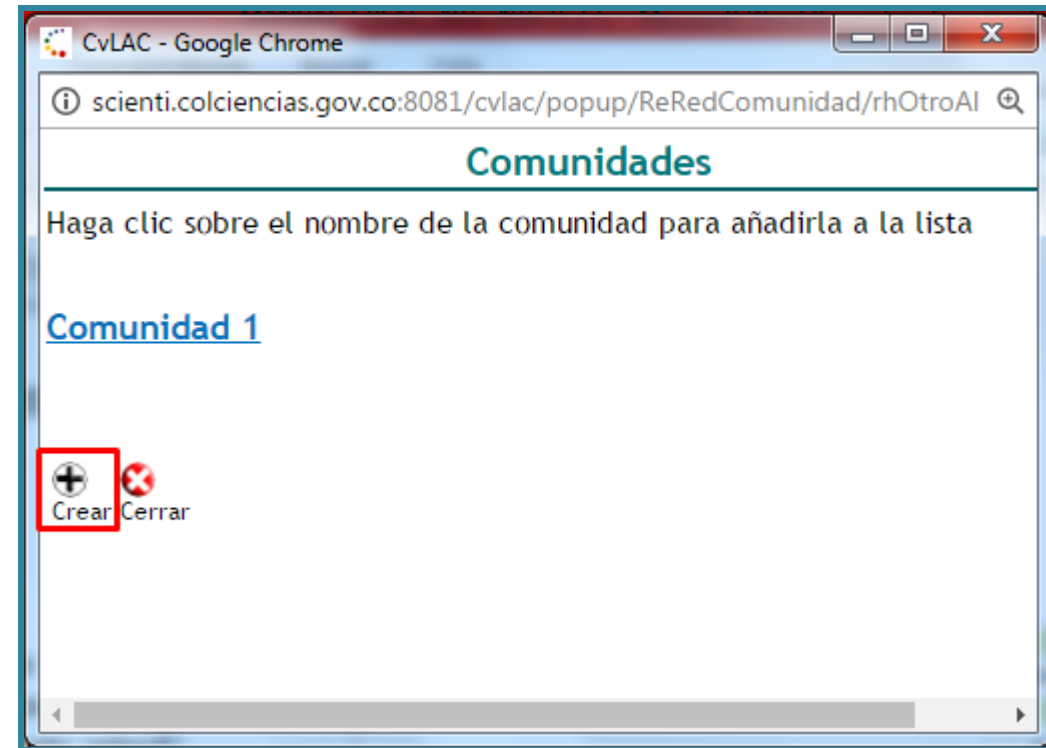 CvLAC - Google Chrome
scienti.colciencias.gov.co:8081/cvlac/popup/ReRedComunidad/rhOtroAl
Comunidades
Haga clic sobre el nombre de la comunidad para añadirla a la lista
Comunidad 1
Crear Cerrar